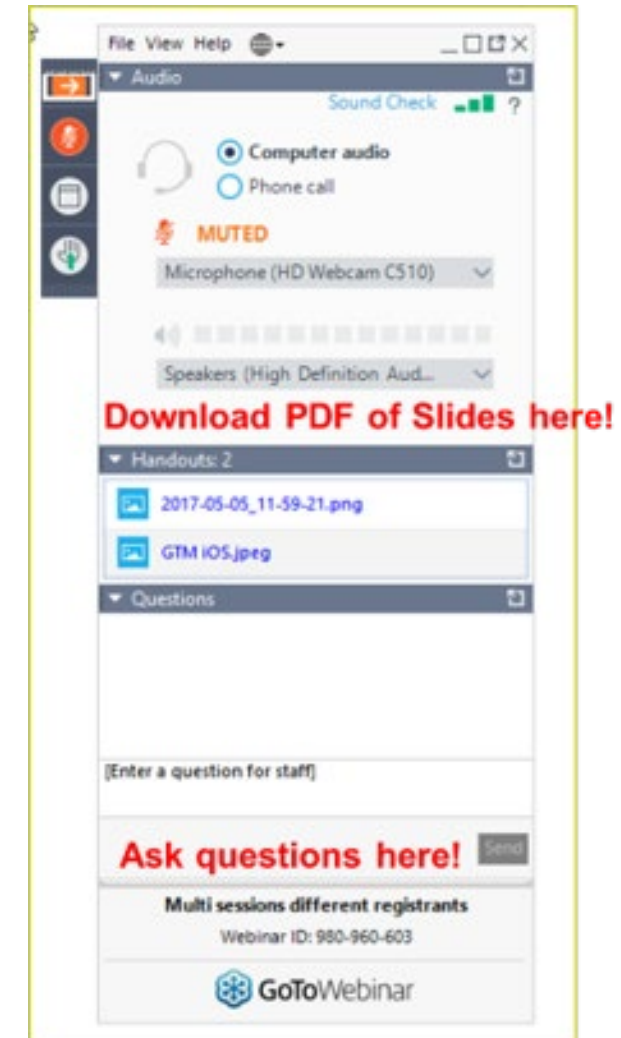 File View Help
Audio
Sound Check ?
Computer audio
Phone call
MUTED
Microphone (HD Webcam C510)
Speakers (High Definition Aud...
Download PDF of Slides here!
Handouts: 2
2017-05-05_11-59-21.png
GTM iOS.jpeg
Questions
[Enter a question for staff]
Ask questions here! Send
Multi sessions different registrants
Webinar ID: 980-960-603
GoToWebinar